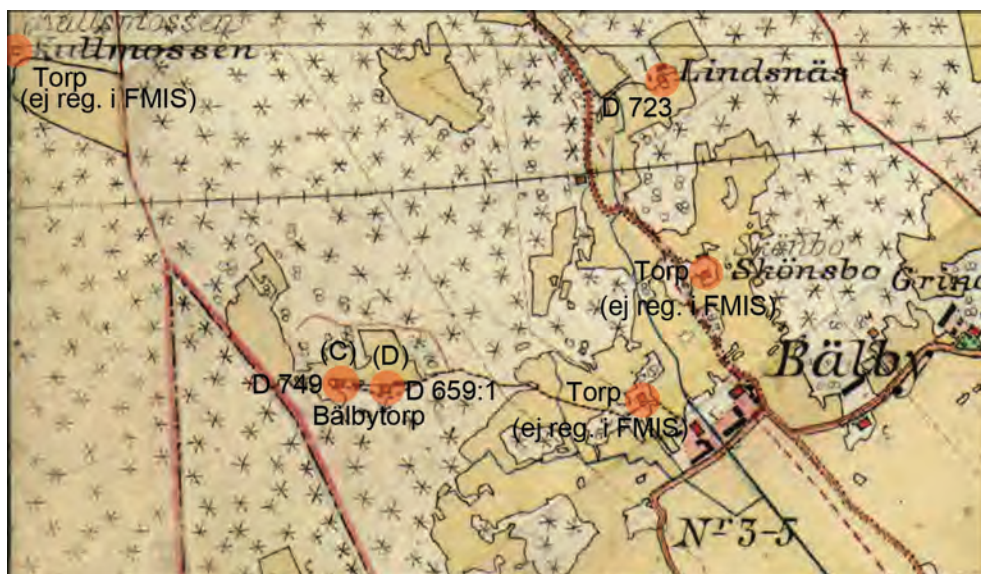 Kullmossen
Torp
(ej reg. i FMIS)
Lindsnäs
D 723
Skönbo
Torp
Skönsbo
(ej reg. i FMIS)
Bälby
(C)
(D)
D 749
D 659:1
Bälbytorp
Torp
(ej reg. i FMIS)
Nr 3-5